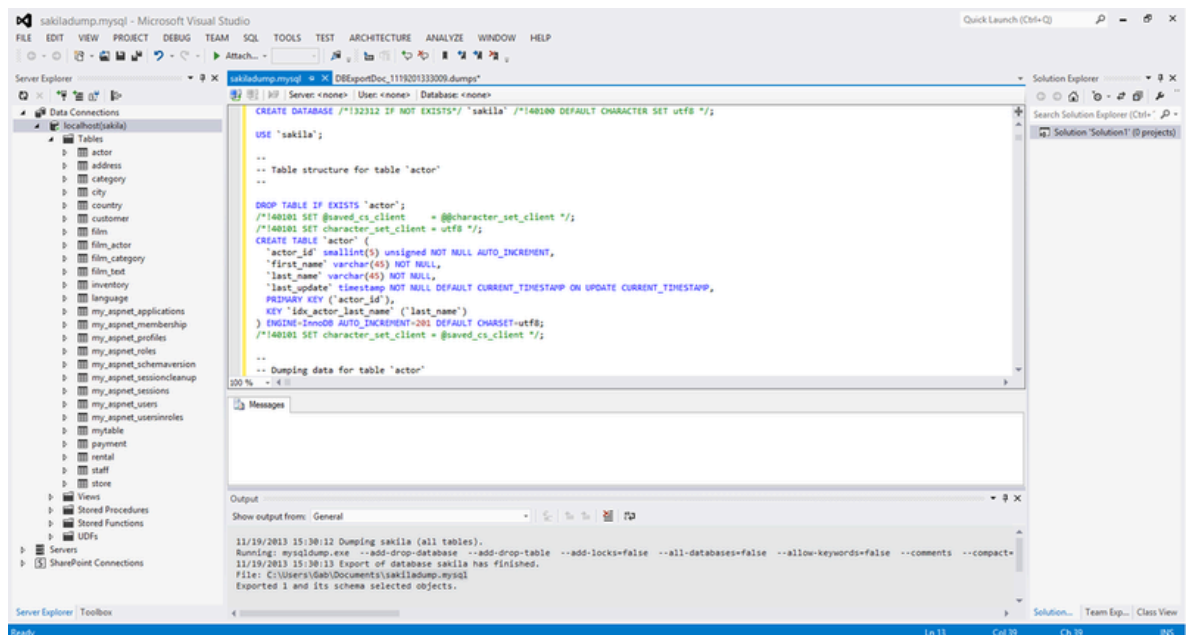 sakiladump.mysql - Microsoft Visual Studio
Quick Launch (Ctrl+Q)
FILE EDIT VIEW PROJECT DEBUG TEAM SQL TOOLS TEST ARCHITECTURE ANALYZE WINDOW HELP
Attach...
Server Explorer
Data Connections
localhost(sakila)
Tables
actor
address
category
city
country
customer
film
film_actor
film_category
film_text
inventory
language
my_aspnet_applications
my_aspnet_membership
my_aspnet_profiles
my_aspnet_roles
my_aspnet_schemaversion
my_aspnet_sessioncleanup
my_aspnet_sessions
my_aspnet_users
my_aspnet_usersinroles
mytable
payment
rental
staff
store
Views
Stored Procedures
Stored Functions
UDFs
Servers
SharePoint Connections
Server Explorer Toolbox
sakiladump.mysql DBExportDoc_1119201333009.dumps*
Server: <none> User: <none> Database: <none>
CREATE DATABASE /*!32312 IF NOT EXISTS*/ `sakila` /*!40100 DEFAULT CHARACTER SET utf8 */;
USE `sakila`;
--
-- Table structure for table `actor`
--
DROP TABLE IF EXISTS `actor`;
/*!40101 SET @saved_cs_client = @@character_set_client */;
/*!40101 SET character_set_client = utf8 */;
CREATE TABLE `actor` (
`actor_id` smallint(5) unsigned NOT NULL AUTO_INCREMENT,
`first_name` varchar(45) NOT NULL,
`last_name` varchar(45) NOT NULL,
`last_update` timestamp NOT NULL DEFAULT CURRENT_TIMESTAMP ON UPDATE CURRENT_TIMESTAMP,
PRIMARY KEY (`actor_id`),
KEY `idx_actor_last_name` (`last_name`)
) ENGINE=InnoDB AUTO_INCREMENT=201 DEFAULT CHARSET=utf8;
/*!40101 SET character_set_client = @saved_cs_client */;
--
-- Dumping data for table `actor`
100 %
Messages
Output
Show output from: General
11/19/2013 15:30:12 Dumping sakila (all tables).
Running: mysqldump.exe --add-drop-database --add-drop-table --add-locks=false --all-databases=false --allow-keywords=false --comments --compact=
11/19/2013 15:30:13 Export of database sakila has finished.
File: C:\Users\Gab\Documents\sakiladump.mysql
Exported 1 and its schema selected objects.
Solution Explorer
Search Solution Explorer (Ctrl+
Solution 'Solution1' (0 projects)
Solution... Team Exp... Class View
Ready Ln 13 Col 39 Ch 39 INS